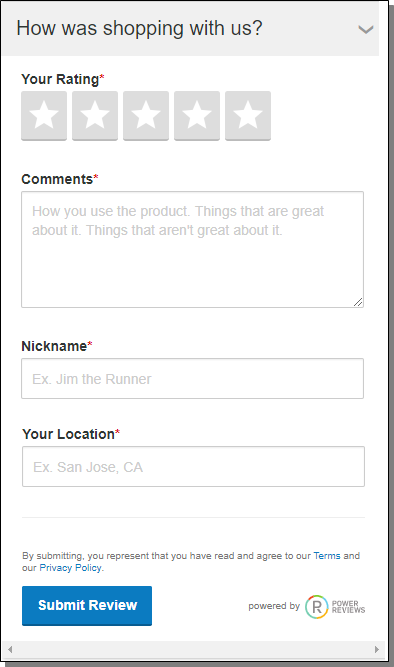 How was shopping with us?
Your Rating*
Comments*
How you use the product. Things that are great
about it. Things that aren't great about it.
Nickname*
Ex. Jim the Runner
Your Location*
Ex. San Jose, CA
By submitting, you represent that you have read and agree to our Terms and
our Privacy Policy.
Submit Review
powered by R POWER
REVIEWS